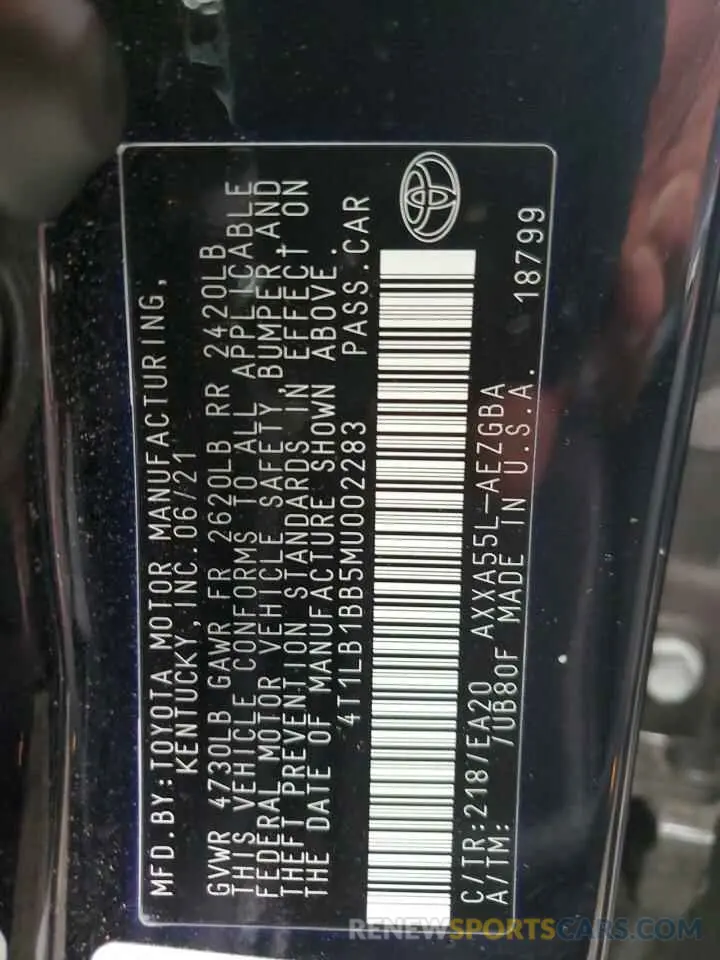 MFD.BY:TOYOTA MOTOR MANUFACTURING,
KENTUCKY,INC.06/21
GVWR 4730LB GAWR FR 2620LB RR 2420LB
THIS VEHICLE CONFORMS TO ALL APPLICABLE
FEDERAL MOTOR VEHICLE SAFETY, BUMPER AND
THEFT PREVENTION STANDARDS IN EFFECT ON
THE DATE OF MANUFACTURE SHOWN ABOVE.
4T1LB1BB5MU002283 PASS.CAR
C/TR:218/EA20 AXXA55L-AEZGBA
A/TM: /UB80F MADE IN U.S.A. 18799
RENEWSPORTSCARS.COM